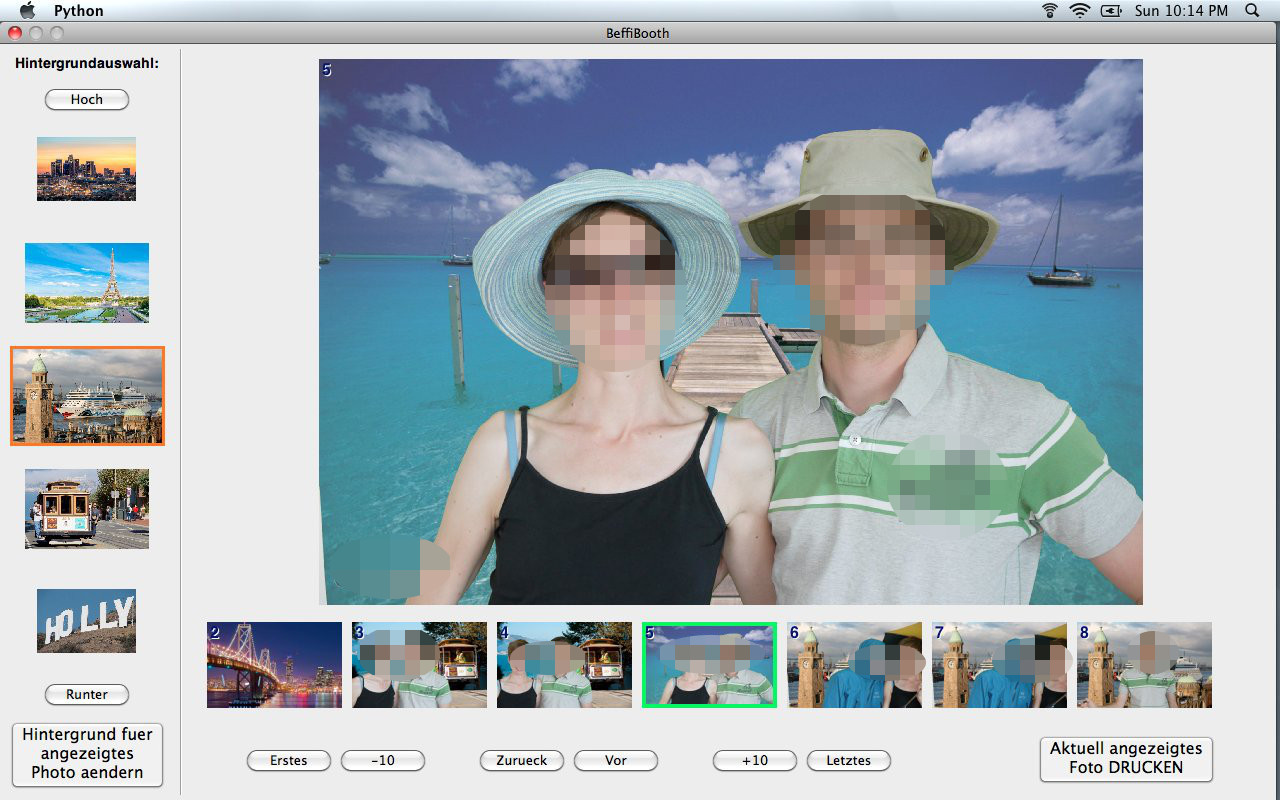 Python
Sun 10:14 PM
BeffiBooth
Hintergrundauswahl:
Hoch
HOLLY
Runter
Hintergrund fuer
angezeigtes
Photo aendern
5
2
3
4
5
6
7
8
Erstes
-10
Zurueck
Vor
+10
Letztes
Aktuell angezeigtes
Foto DRUCKEN